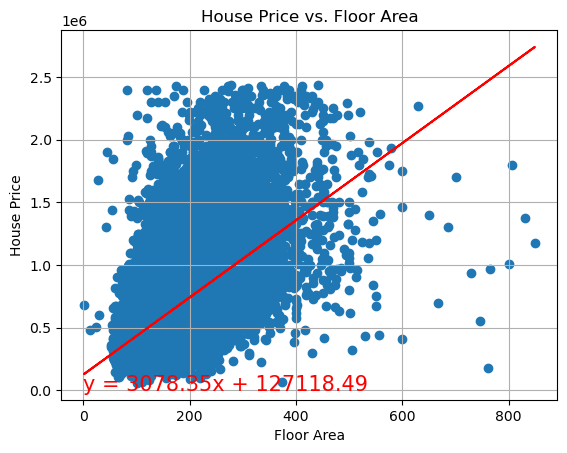 House Price vs. Floor Area
1e6
2.5
2.0
1.5
1.0
0.5
0.0
House Price
y = 3078.35x + 127118.49
0
200
400
600
800
Floor Area